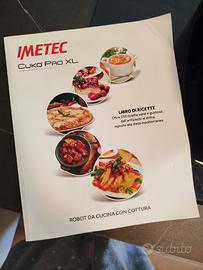 IMETEC
CUKÒ PRO XL
LIBRO DI RICETTE
Oltre 150 ricette sane e gustose,
dall'antipasto al dolce,
ispirate alla dieta mediterranea
ROBOT DA CUCINA CON COTTURA
subito